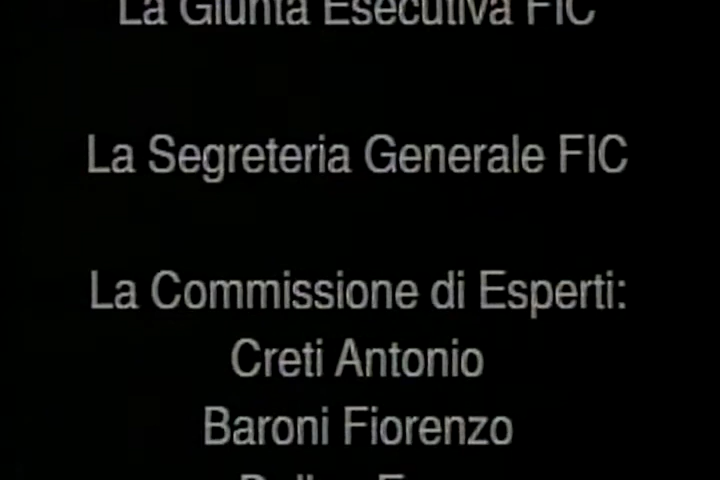 La Giunta Esecutiva FIC
La Segreteria Generale FIC
La Commissione di Esperti:
Creti Antonio
Baroni Fiorenzo